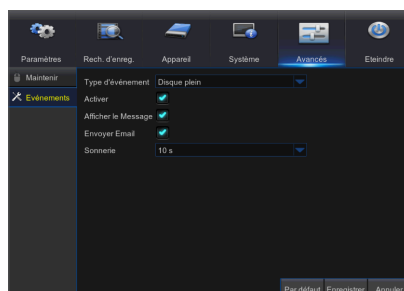 Paramètres Rech. d'enreg. Appareil Système Avancés Eteindre
Maintenir
Evénements
Type d'événement Disque plein
Activer
Afficher le Message
Envoyer Email
Sonnerie 10 s
Par défaut Enregistrer Annuler